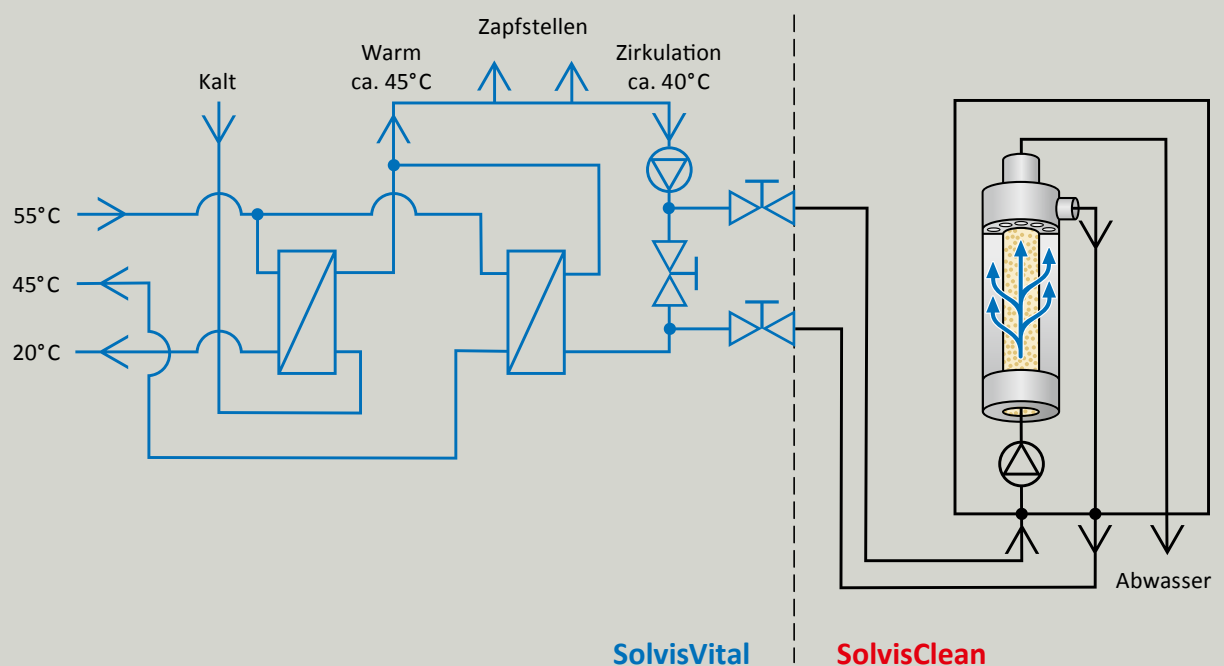 Zapfstellen
Warm
ca. 45°C
Zirkulation
ca. 40°C
Kalt
55°C
45°C
20°C
Abwasser
SolvisVital
SolvisClean